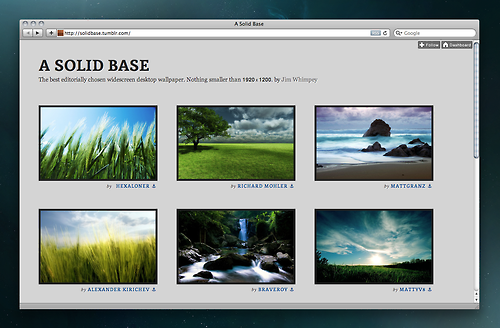 A Solid Base
http://solidbase.tumblr.com/
Google
Follow
Dashboard
A SOLID BASE
The best editorially chosen widescreen desktop wallpaper. Nothing smaller than 1920 x 1200. by Jim Whimpey
by HEXALONER
by RICHARD MOHLER
by MATTGRANZ
by ALEXANDER KIRICHEV
by BRAVEROY
by MATTYV8